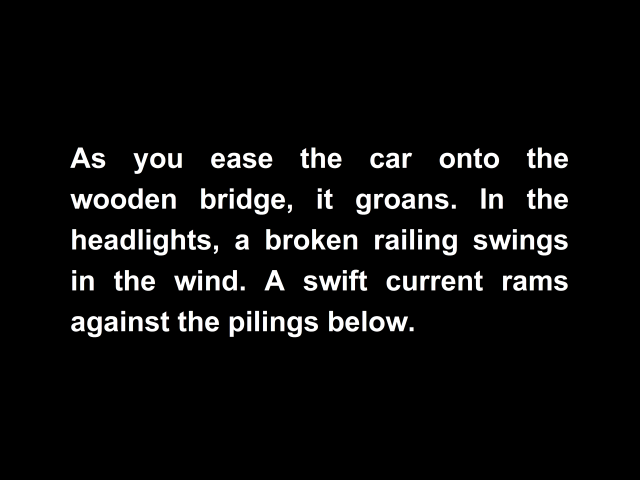 As you ease the car onto the
wooden bridge, it groans. In the
headlights, a broken railing swings
in the wind. A swift current rams
against the pilings below.